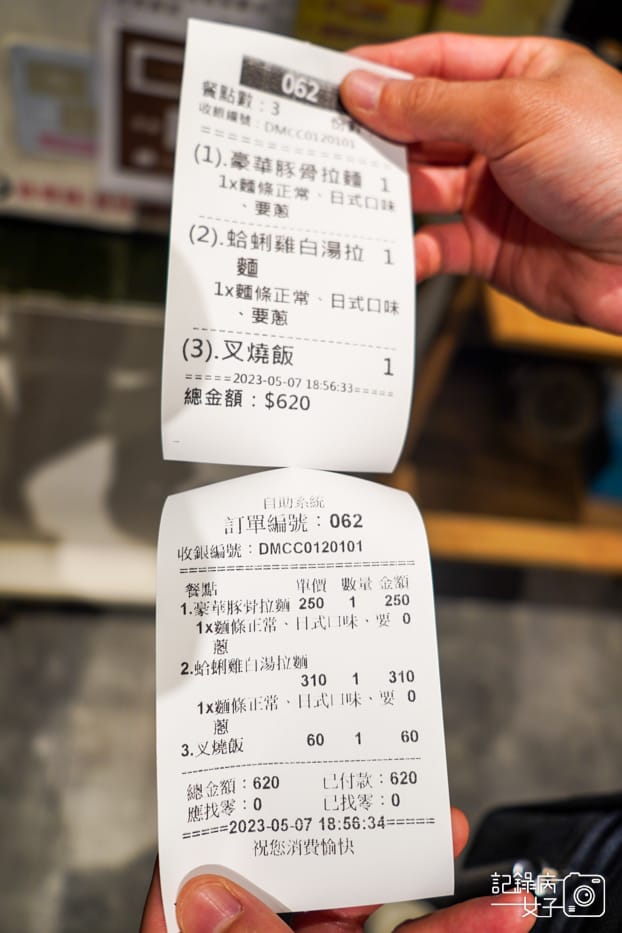 062
餐點數：3 份數
收銀編號：DMCC0120101
==================
(1).豪華豚骨拉麵 1
1x麵條正常、日式口味
、要蔥
------------------
(2).蛤蜊雞白湯拉 1
麵
1x麵條正常、日式口味
、要蔥
------------------
(3).叉燒飯 1
=====2023-05-07 18:56:33=====
總金額：$620
自助系統
訂單編號：062
收銀編號：DMCC0120101
==============================
餐點 單價 數量 金額
1.豪華豚骨拉麵 250 1 250
1x麵條正常、日式口味、要 0
蔥
2.蛤蜊雞白湯拉麵
310 1 310
1x麵條正常、日式口味、要 0
蔥
3.叉燒飯 60 1 60
------------------------------
總金額：620 已付款：620
應找零：0 已找零：0
=====2023-05-07 18:56:34=====
祝您消費愉快
記錄病
女子